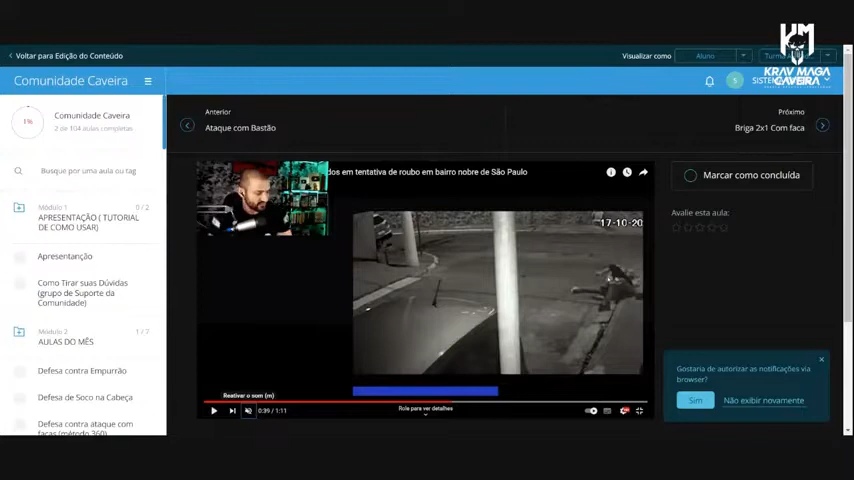 Voltar para Edição do Conteúdo
Visualizar como
Aluno
KM
KRAV MAGA
CAVEIRA
Comunidade Caveira
1%
Comunidade Caveira
2 de 104 aulas completas
Anterior
Ataque com Bastão
Próximo
Briga 2x1 Com faca
Busque por uma aula ou tag
Módulo 1
0 / 2
APRESENTAÇÃO ( TUTORIAL
DE COMO USAR)
Apresentação
Como Tirar suas Dúvidas
(grupo de Suporte da
Comunidade)
Módulo 2
1 / 7
AULAS DO MÊS
Defesa contra Empurrão
Defesa de Soco na Cabeça
Defesa contra ataque com
facas (método 360)
dos em tentativa de roubo em bairro nobre de São Paulo
17-10-20
Reativar o som (m)
0:39 / 1:11
Role para ver detalhes
Marcar como concluída
Avalie esta aula:
Gostaria de autorizar as notificações via
browser?
Sim
Não exibir novamente